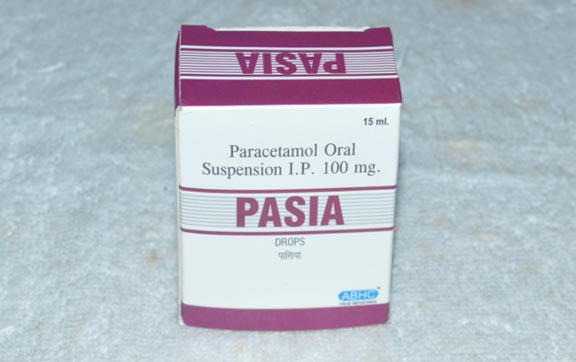 PASIA
15 ml.
Paracetamol Oral
Suspension I.P. 100 mg.
PASIA
DROPS
पासिया
ABHC